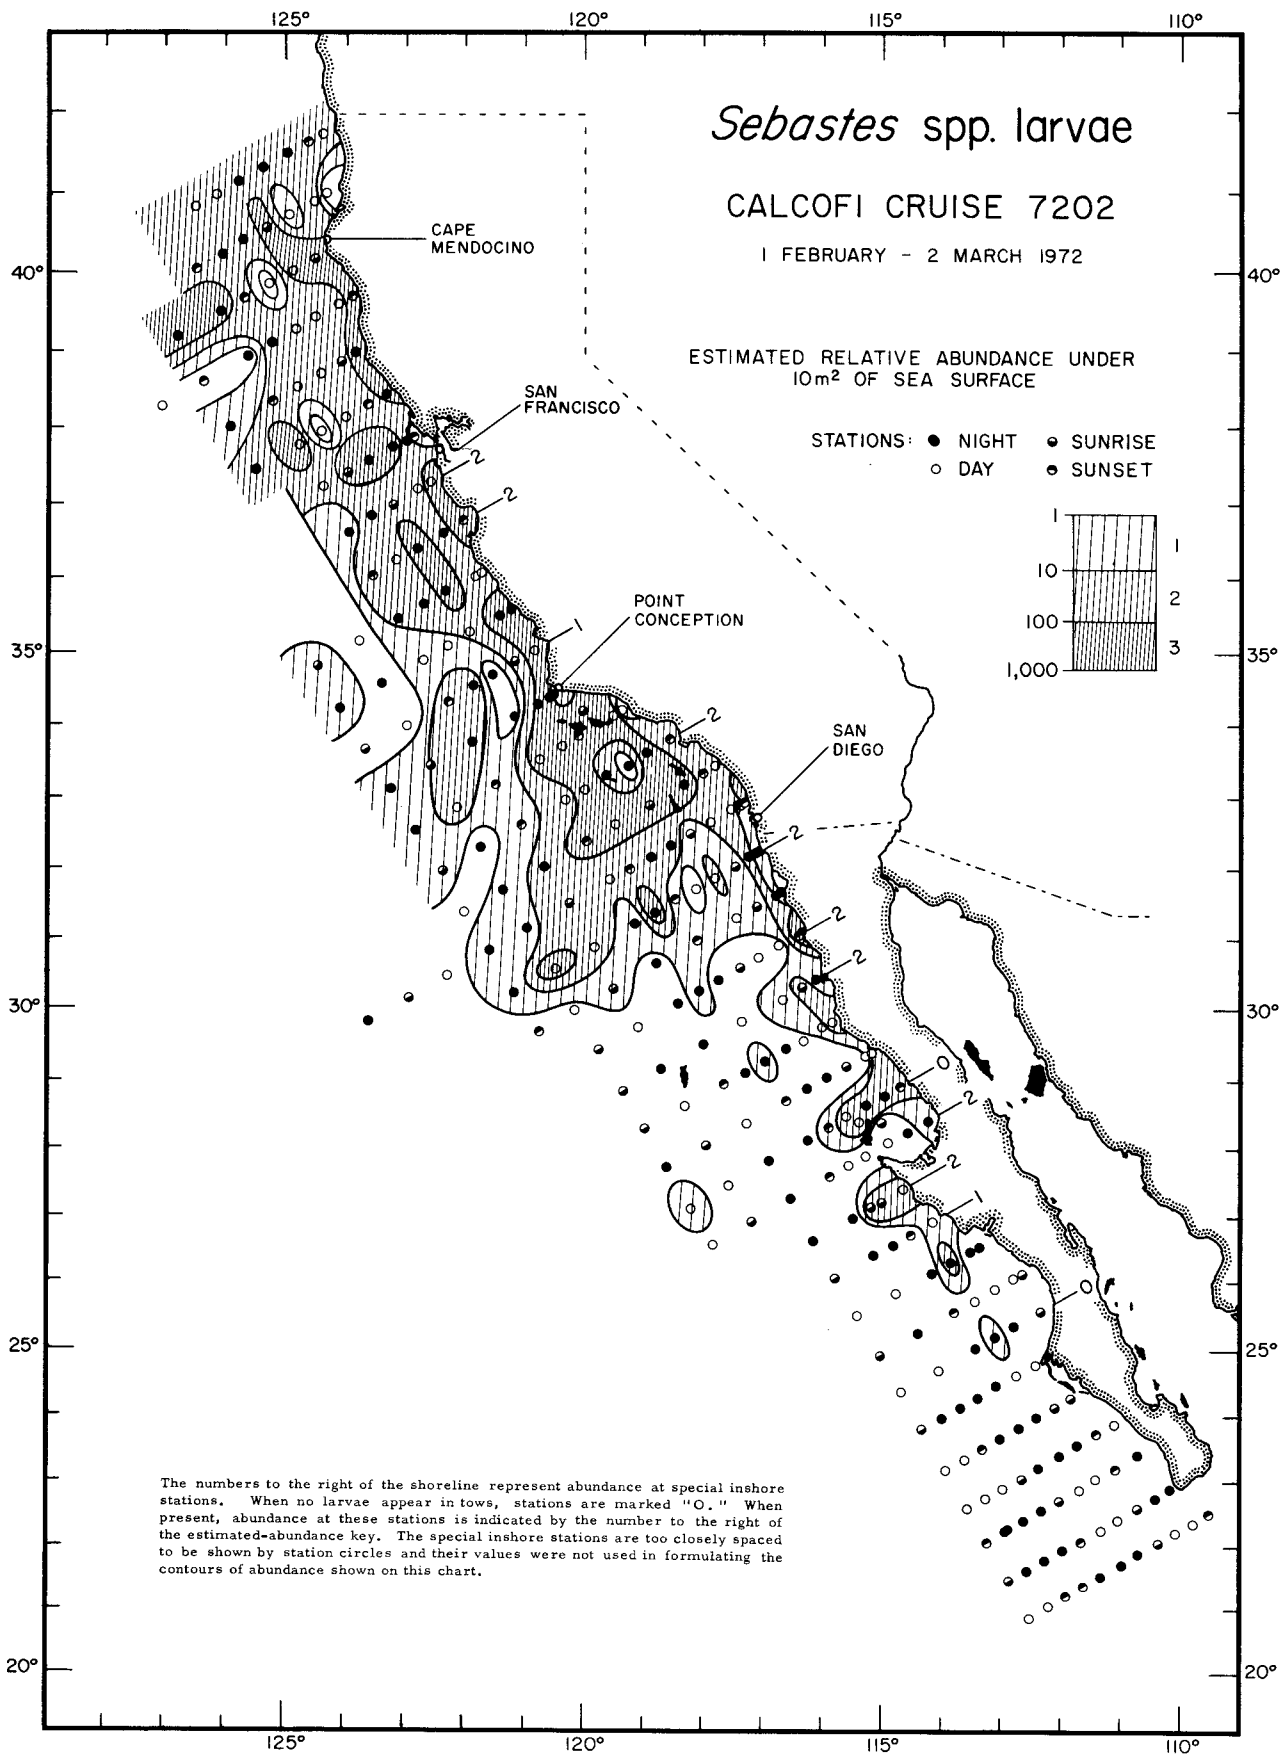 125° 120° 115° 110°
Sebastes spp. larvae
CALCOFI CRUISE 7202
1 FEBRUARY - 2 MARCH 1972
CAPE
MENDOCINO
40° 40°
ESTIMATED RELATIVE ABUNDANCE UNDER
10m² OF SEA SURFACE
SAN
FRANCISCO
STATIONS: ● NIGHT SUNRISE
○ DAY SUNSET
2
2
1
1
10
2
100
3
1,000
POINT
CONCEPTION
1
35° 35°
2
SAN
DIEGO
2
2
2
30° 30°
0
2
2
1
0
25° 25°
The numbers to the right of the shoreline represent abundance at special inshore
stations. When no larvae appear in tows, stations are marked "O." When
present, abundance at these stations is indicated by the number to the right of
the estimated-abundance key. The special inshore stations are too closely spaced
to be shown by station circles and their values were not used in formulating the
contours of abundance shown on this chart.
20° 20°
125° 120° 115° 110°